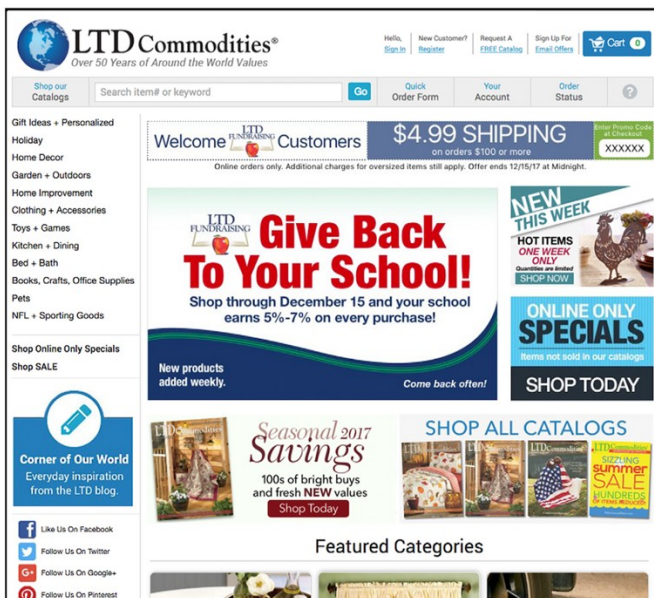 LTD Commodities®
Over 50 Years of Around the World Values
Hello,
Sign In
New Customer?
Register
Request A
FREE Catalog
Sign Up For
Email Offers
Cart 0
Shop our
Catalogs
Search item# or keyword
Go
Quick
Order Form
Your
Account
Order
Status
?
Gift Ideas + Personalized
Holiday
Home Decor
Garden + Outdoors
Home Improvement
Clothing + Accessories
Toys + Games
Kitchen + Dining
Bed + Bath
Books, Crafts, Office Supplies
Pets
NFL + Sporting Goods
Shop Online Only Specials
Shop SALE
Corner of Our World
Everyday inspiration
from the LTD blog.
Like Us On Facebook
Follow Us On Twitter
G+ Follow Us On Google+
Follow Us On Pinterest
Welcome LTD FUNDRAISING Customers
$4.99 SHIPPING
on orders $100 or more
Enter Promo Code
at Checkout
XXXXXX
Online orders only. Additional charges for oversized items still apply. Offer ends 12/15/17 at Midnight.
LTD
FUNDRAISING
Give Back
To Your School!
Shop through December 15 and your school
earns 5%-7% on every purchase!
New products
added weekly.
Come back often!
NEW
THIS WEEK
HOT ITEMS
ONE WEEK
ONLY
Quantities are limited
SHOP NOW
ONLINE ONLY
SPECIALS
Items not sold in our catalogs
SHOP TODAY
LTDCommodities
Seasonal 2017
Savings
100s of bright buys
and fresh NEW values
Shop Today
SHOP ALL CATALOGS
LTDCommodities
LTDCommodities
LTDCommodities
LTDCommodities
SIZZLING
summer
SALE
HUNDREDS
OF ITEMS REDUCED!
Featured Categories